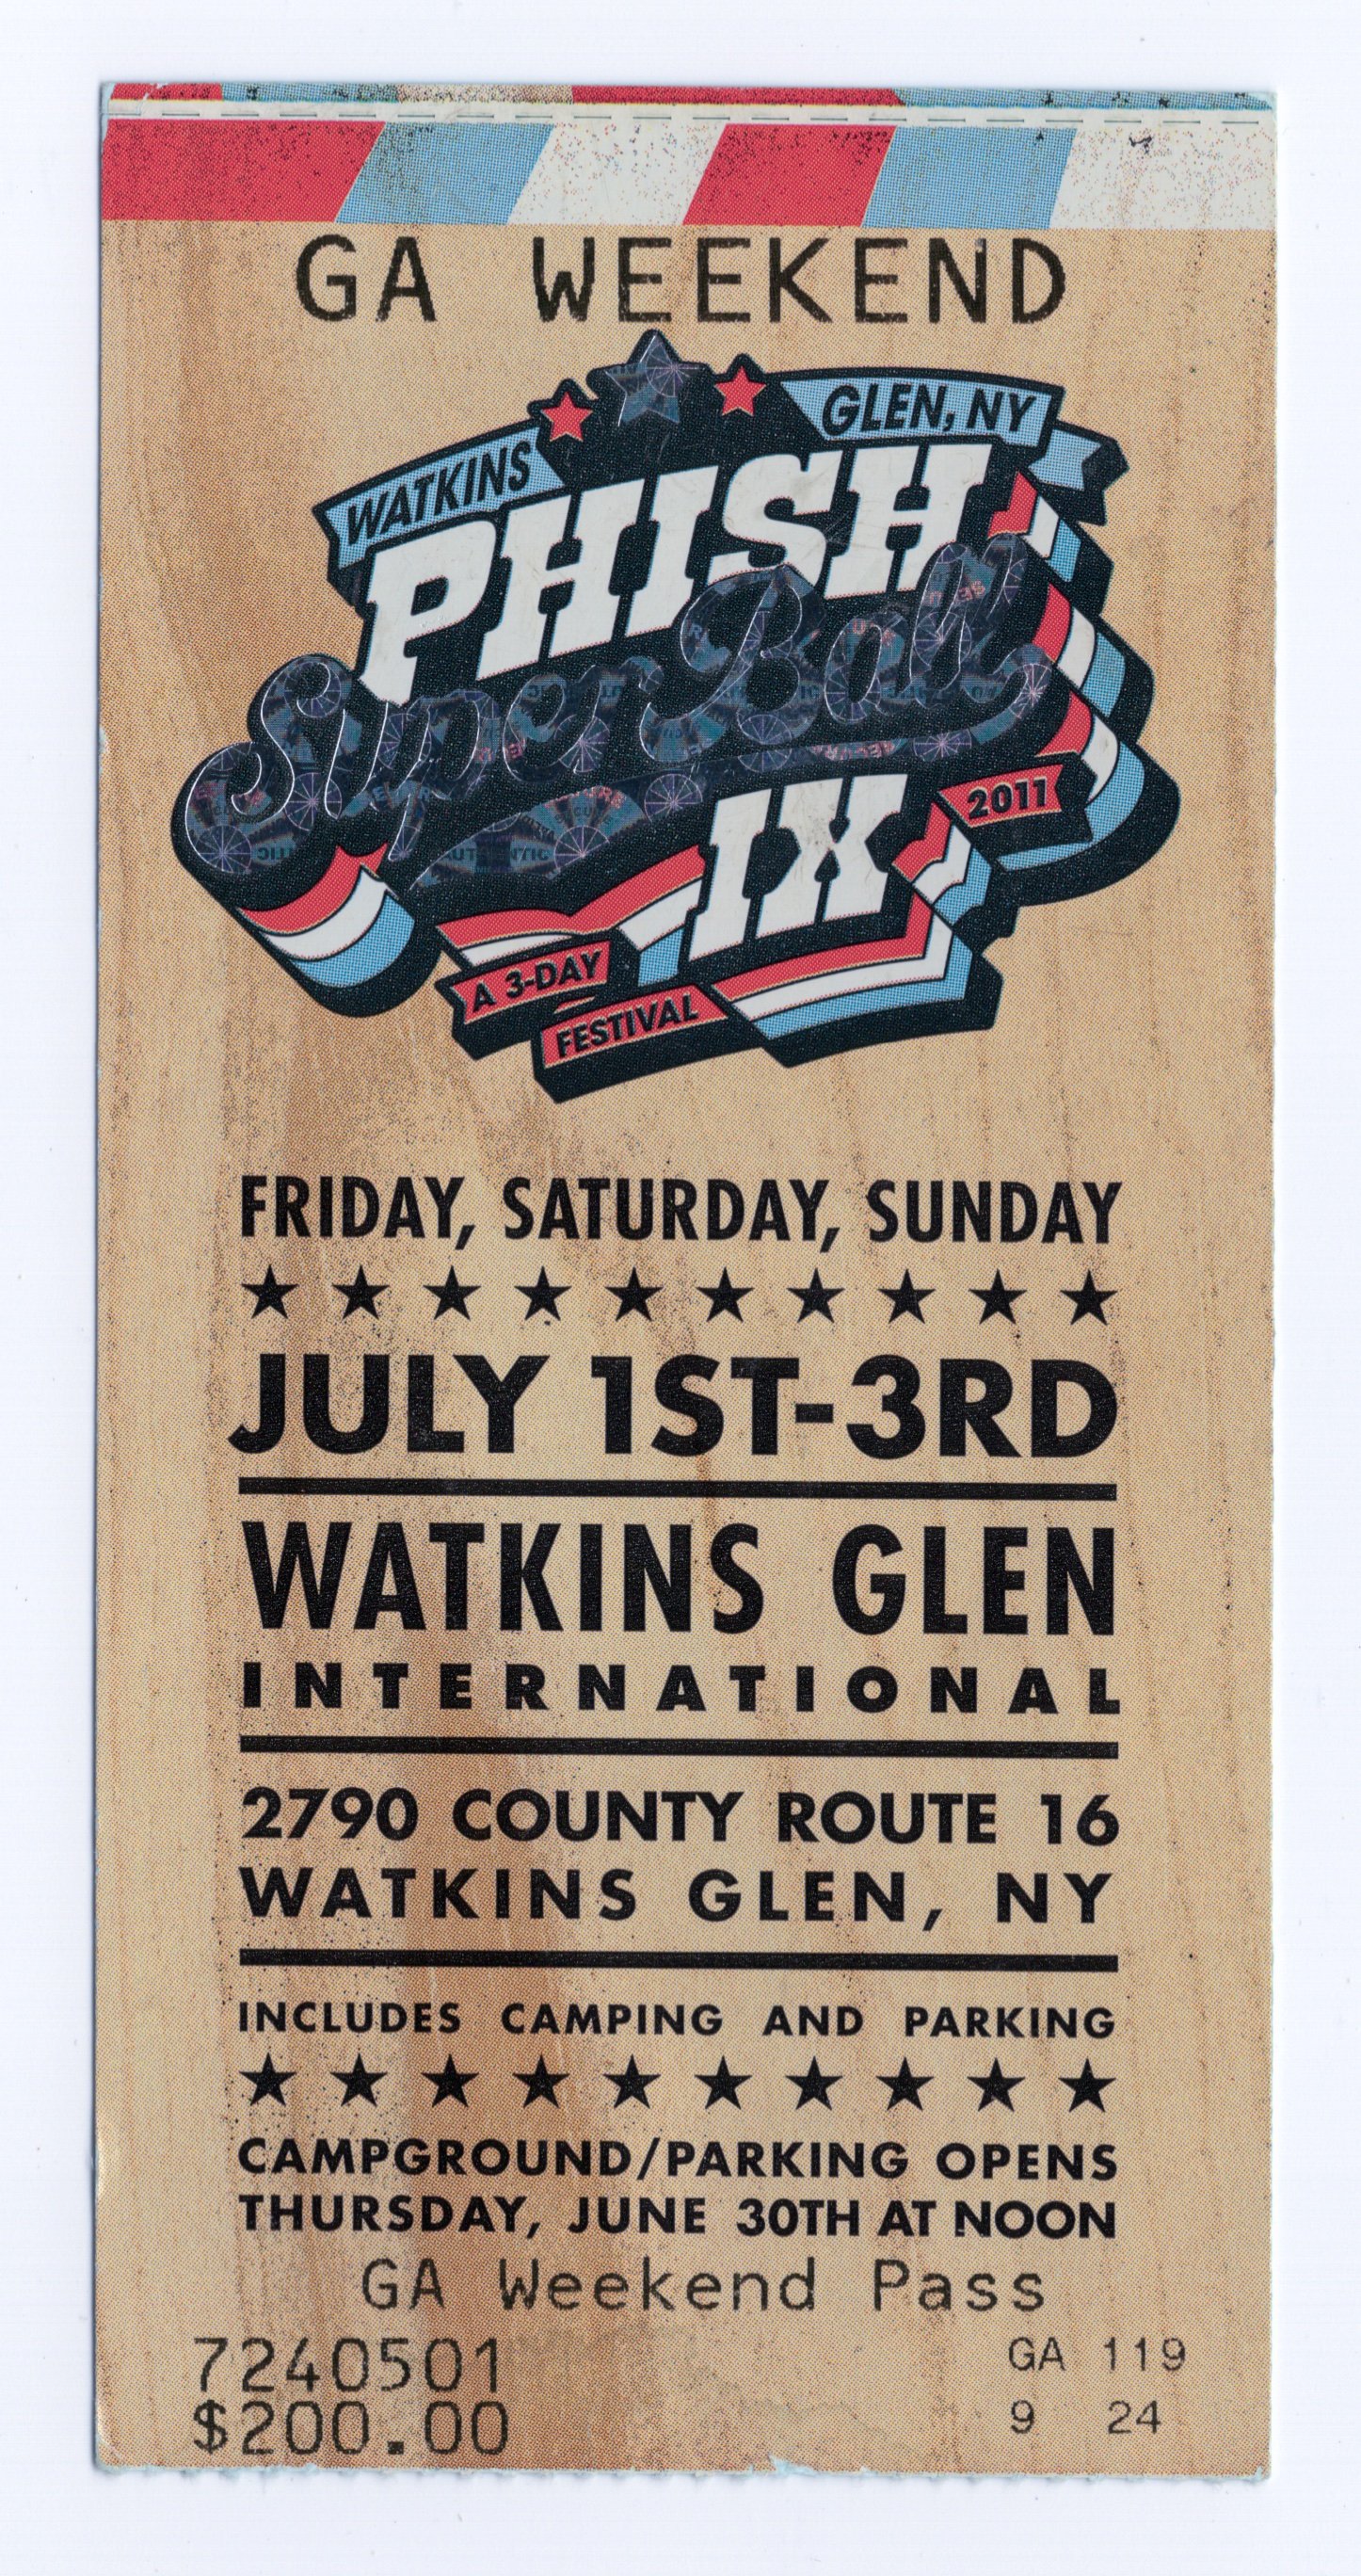 GA WEEKEND
WATKINS GLEN, NY
PHISH
Super Ball
IX
2011
A 3-DAY
FESTIVAL
FRIDAY, SATURDAY, SUNDAY
JULY 1ST-3RD
WATKINS GLEN
INTERNATIONAL
2790 COUNTY ROUTE 16
WATKINS GLEN, NY
INCLUDES CAMPING AND PARKING
CAMPGROUND/PARKING OPENS
THURSDAY, JUNE 30TH AT NOON
GA Weekend Pass
7240501 GA 119
$200.00 9 24